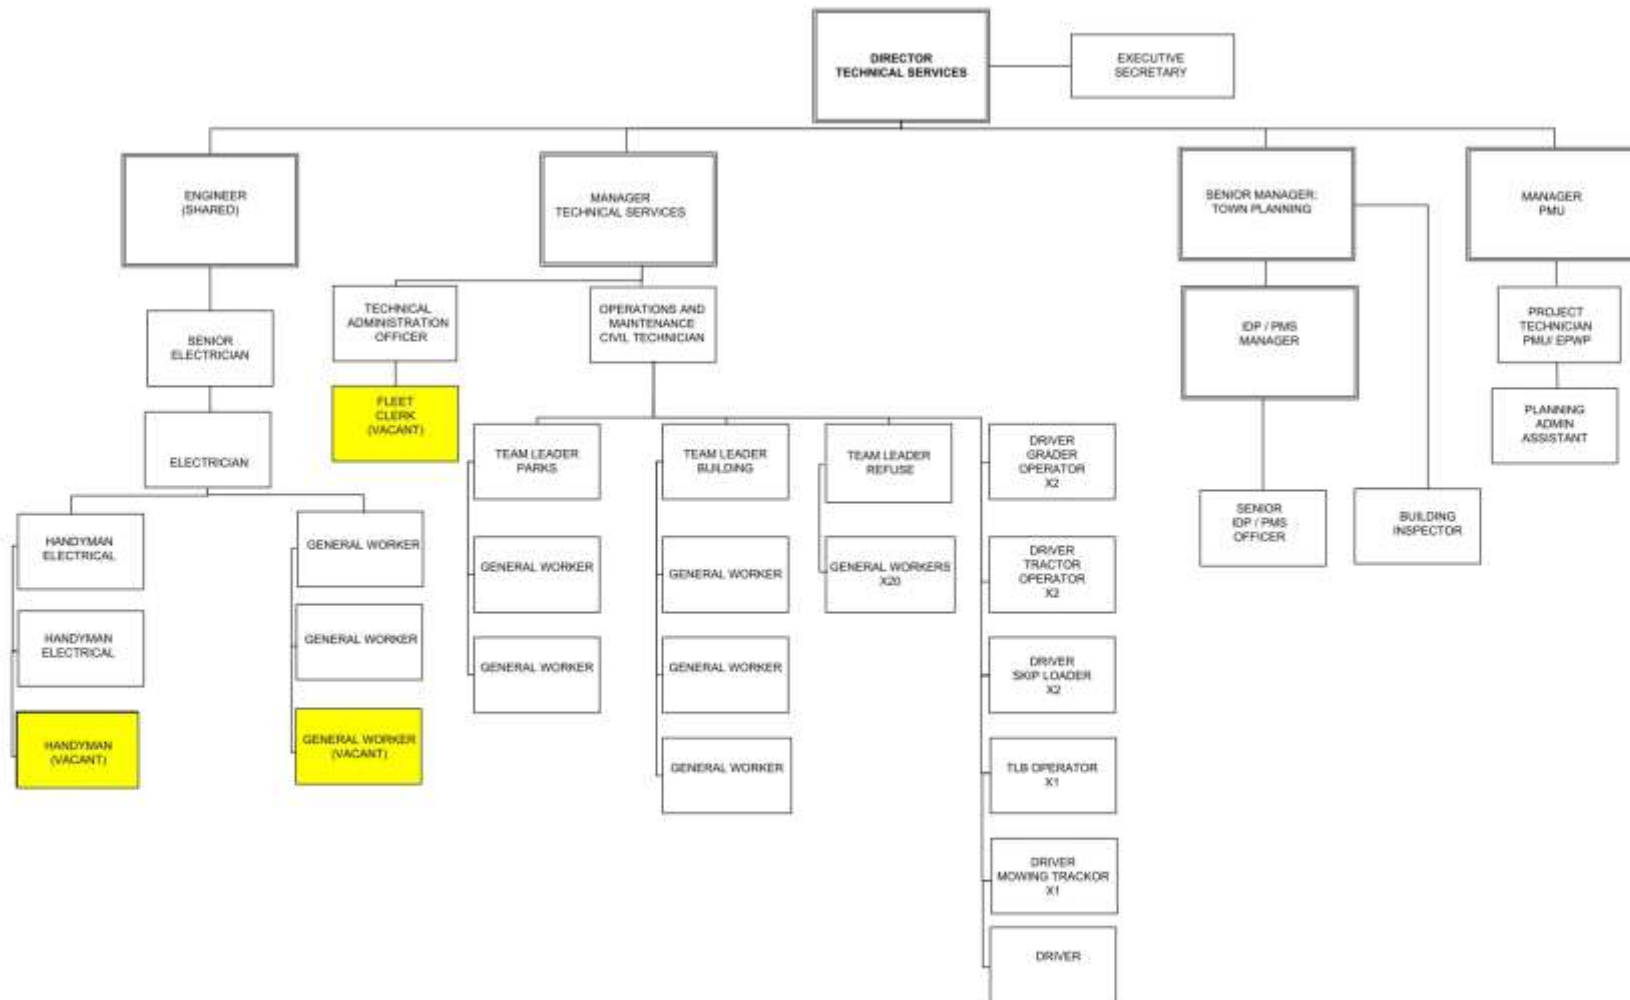 DIRECTOR
TECHNICAL SERVICES
EXECUTIVE
SECRETARY
ENGINEER
(SHARED)
MANAGER
TECHNICAL SERVICES
SENIOR MANAGER:
TOWN PLANNING
MANAGER
PMU
SENIOR
ELECTRICIAN
TECHNICAL
ADMINISTRATION
OFFICER
OPERATIONS AND
MAINTENANCE
CIVIL TECHNICIAN
IDP / PMS
MANAGER
PROJECT
TECHNICIAN
PMU/ EPWP
ELECTRICIAN
FLEET
CLERK
(VACANT)
PLANNING
ADMIN
ASSISTANT
TEAM LEADER
PARKS
TEAM LEADER
BUILDING
TEAM LEADER
REFUSE
DRIVER
GRADER
OPERATOR
X2
HANDYMAN
ELECTRICAL
GENERAL WORKER
SENIOR
IDP / PMS
OFFICER
BUILDING
INSPECTOR
GENERAL WORKER
GENERAL WORKER
GENERAL WORKERS
X20
DRIVER
TRACTOR
OPERATOR
X2
HANDYMAN
ELECTRICAL
GENERAL WORKER
GENERAL WORKER
GENERAL WORKER
DRIVER
SKIP LOADER
X2
HANDYMAN
(VACANT)
GENERAL WORKER
(VACANT)
GENERAL WORKER
TLB OPERATOR
X1
DRIVER
MOWING TRACKOR
X1
DRIVER